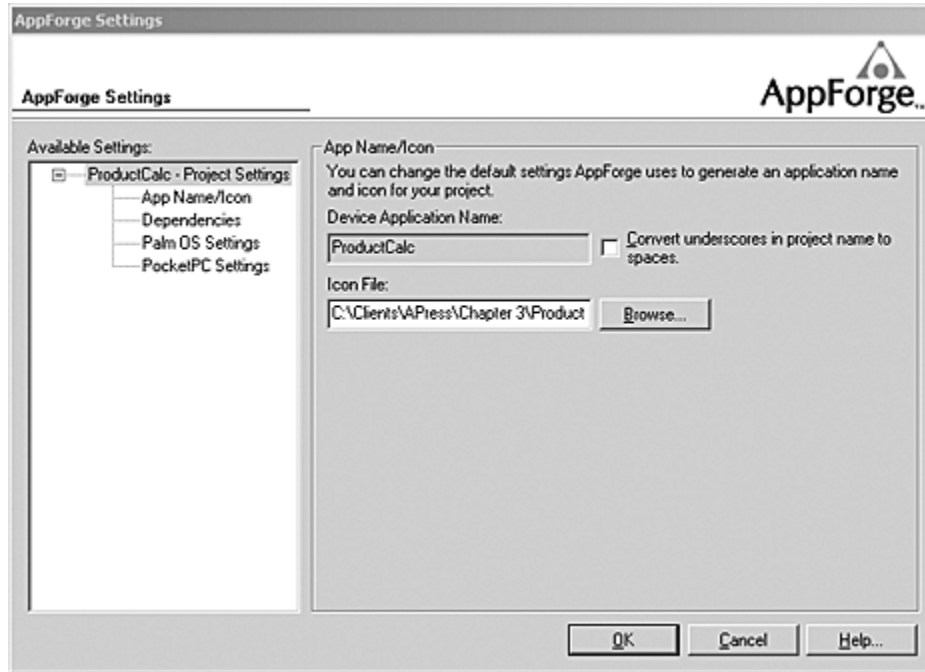 AppForge Settings
AppForge Settings
AppForge
Available Settings:
ProductCalc - Project Settings
App Name/Icon
Dependencies
Palm OS Settings
PocketPC Settings
App Name/Icon
You can change the default settings AppForge uses to generate an application name
and icon for your project.
Device Application Name:
ProductCalc
Convert underscores in project name to
spaces.
Icon File:
C:\Clients\APress\Chapter 3\Product
Browse...
OK
Cancel
Help...